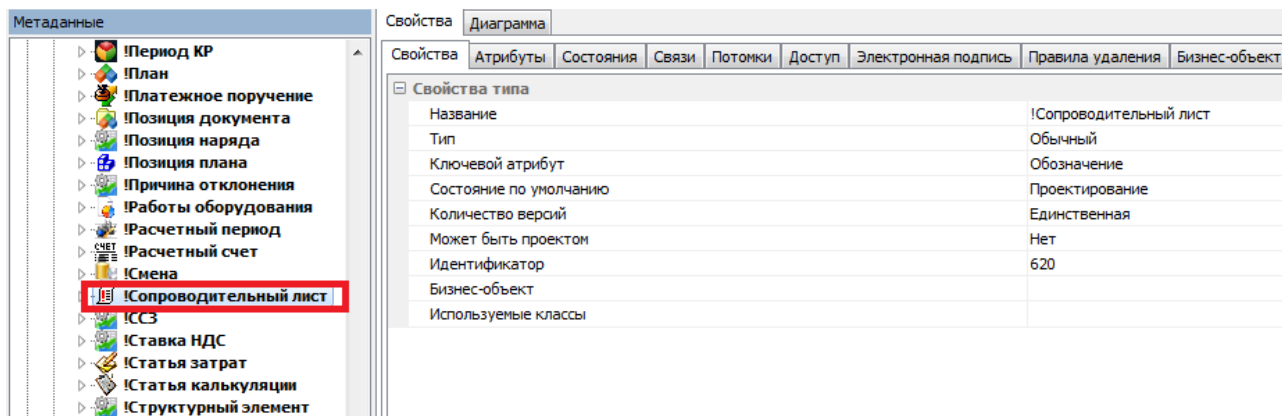 Метаданные
!Период КР
!План
!Платежное поручение
!Позиция документа
!Позиция наряда
!Позиция плана
!Причина отклонения
!Работы оборудования
!Расчетный период
СЧЕТ !Расчетный счет
!Смена
!Сопроводительный лист
!ССЗ
!Ставка НДС
!Статья затрат
!Статья калькуляции
!Структурный элемент
Свойства Диаграмма
Свойства Атрибуты Состояния Связи Потомки Доступ Электронная подпись Правила удаления Бизнес-объект
Свойства типа
Название !Сопроводительный лист
Тип Обычный
Ключевой атрибут Обозначение
Состояние по умолчанию Проектирование
Количество версий Единственная
Может быть проектом Нет
Идентификатор 620
Бизнес-объект
Используемые классы